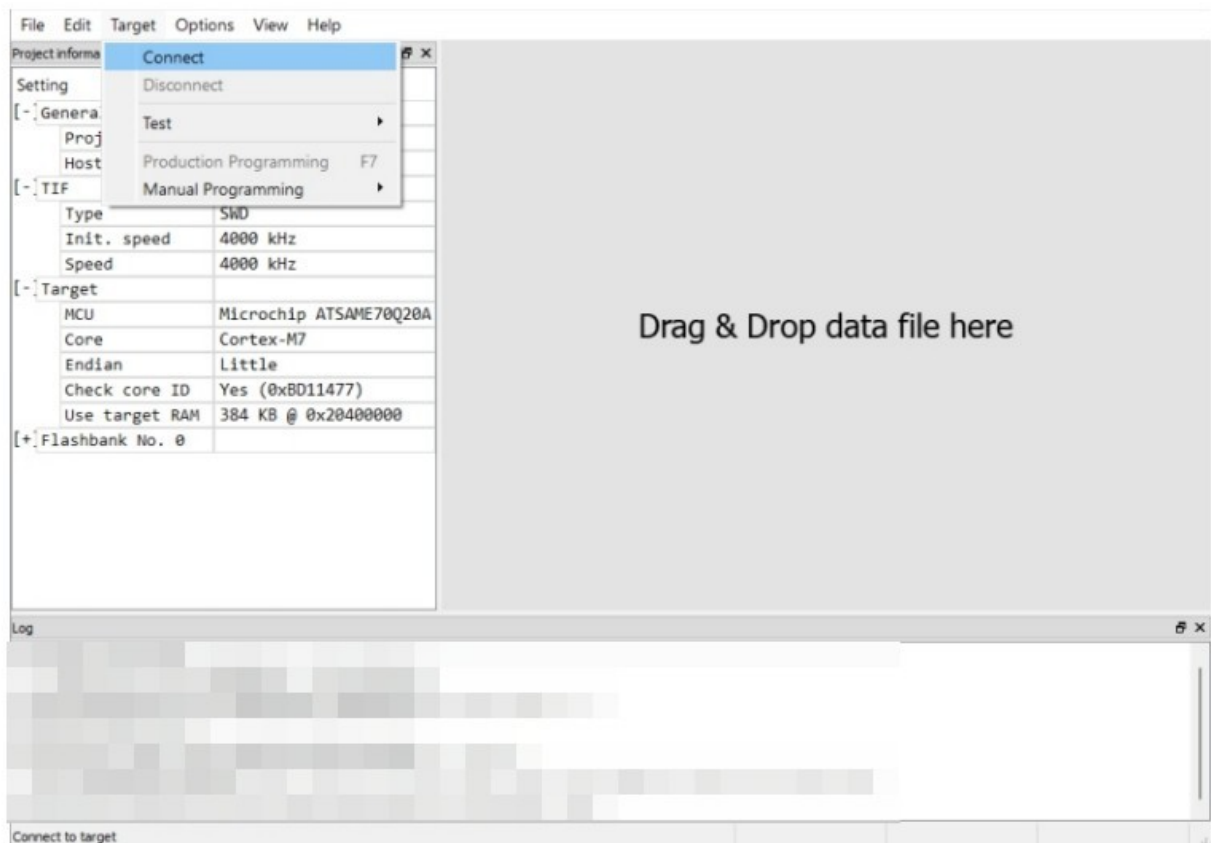 File Edit Target Options View Help
Project informa
Connect
Setting
Disconnect
[-] Genera
Test
Proj
Host
Production Programming F7
[-] TIF
Manual Programming
Type SWD
Init. speed 4000 kHz
Speed 4000 kHz
[-] Target
MCU Microchip ATSAME70Q20A
Core Cortex-M7
Endian Little
Check core ID Yes (0xBD11477)
Use target RAM 384 KB @ 0x20400000
[+] Flashbank No. 0
Drag & Drop data file here
Log
Connect to target